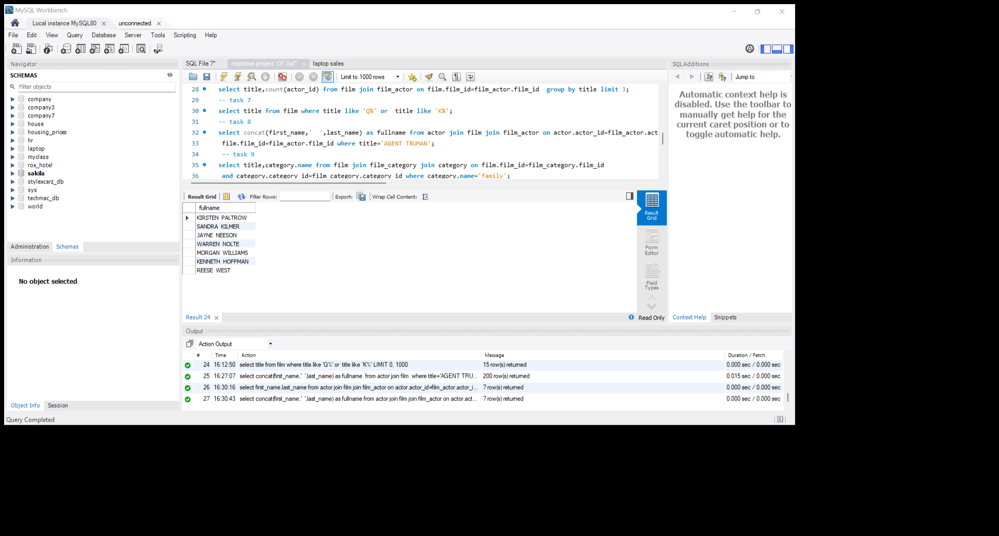 MySQL Workbench
Local instance MySQL80
unconnected
File Edit View Query Database Server Tools Scripting Help
Navigator
SCHEMAS
Filter objects
company
company3
company7
house
housing_prices
hr
laptop
myclass
rox_hotel
sakila
stylexcarz_db
sys
techmac_db
world
Administration Schemas
Information
No object selected
Object Info Session
Query Completed
SQL File 7* capstone project OF Sql* laptop sales
Limit to 1000 rows
28 select title,count(actor_id) from film join film_actor on film.film_id=film_actor.film_id  group by title limit 3;
29 -- task 7
30 select title from film where title like 'Q%' or  title like 'K%';
31 -- task 8
32 select concat(first_name,'  ',last_name) as fullname from actor join film join film_actor on actor.actor_id=film_actor.act
33 film.film_id=film_actor.film_id where title='AGENT TRUMAN';
34 -- task 9
35 select title,category.name from film join film_category join category on film.film_id=film_category.film_id
36 and category.category_id=film_category.category_id where category.name='family';
Result Grid Filter Rows: Export: Wrap Cell Content:
fullname
KIRSTEN  PALTROW
SANDRA  KILMER
JAYNE  NEESON
WARREN  NOLTE
MORGAN  WILLIAMS
KENNETH  HOFFMAN
REESE  WEST
Result
Grid
Form
Editor
Field
Types
Result 24
Read Only
Output
Action Output
# Time Action Message Duration / Fetch
24 16:12:50 select title from film where title like 'Q%' or  title like 'K%' LIMIT 0, 1000 15 row(s) returned 0.000 sec / 0.000 sec
25 16:27:07 select concat(first_name,'  ',last_name) as fullname  from actor join film  where title='AGENT TRU... 200 row(s) returned 0.015 sec / 0.000 sec
26 16:30:16 select first_name,last_name from actor join film join film_actor on actor.actor_id=film_actor.actor_i... 7 row(s) returned 0.000 sec / 0.000 sec
27 16:30:43 select concat(first_name,'  ',last_name) as fullname from actor join film join film_actor on actor.act... 7 row(s) returned 0.000 sec / 0.000 sec
SQLAdditions
Jump to
Automatic context help is
disabled. Use the toolbar to
manually get help for the
current caret position or to
toggle automatic help.
Context Help Snippets